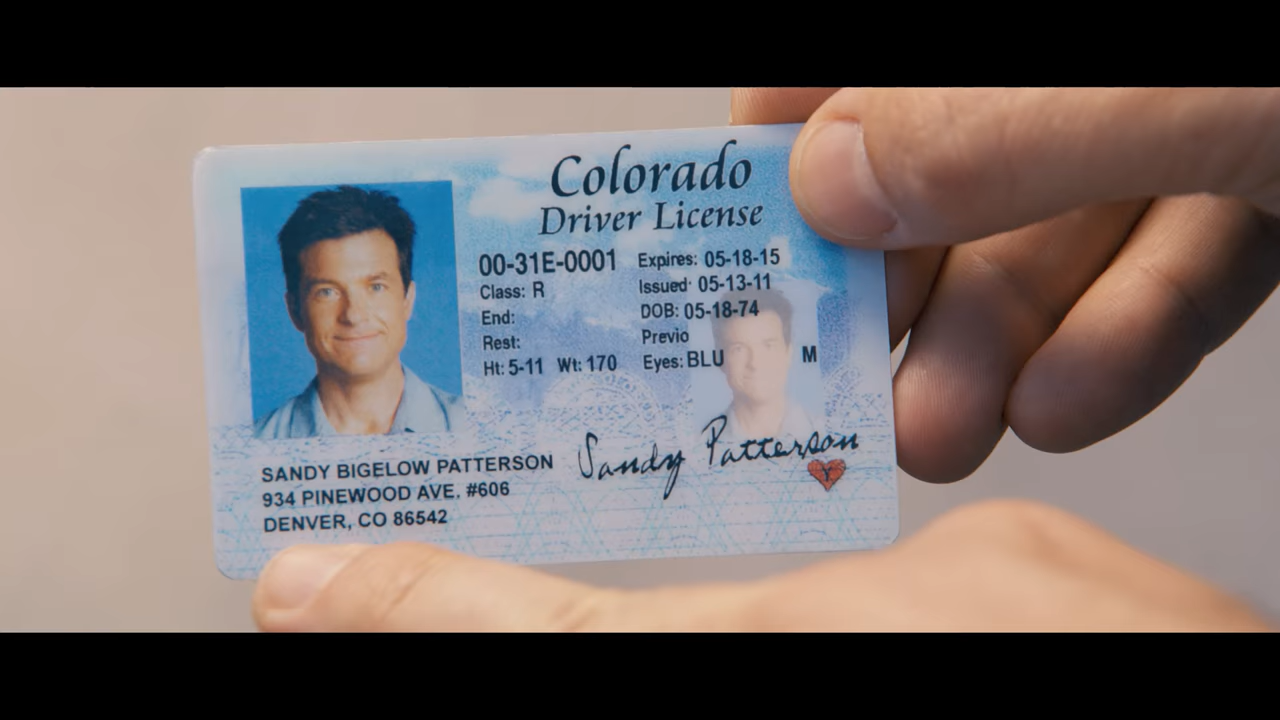 Colorado
Driver License
00-31E-0001
Class: R
End:
Rest:
Ht: 5-11 Wt: 170
Expires: 05-18-15
Issued: 05-13-11
DOB: 05-18-74
Previo
Eyes: BLU M
Sandy Patterson
Y
SANDY BIGELOW PATTERSON
934 PINEWOOD AVE. #606
DENVER, CO 86542